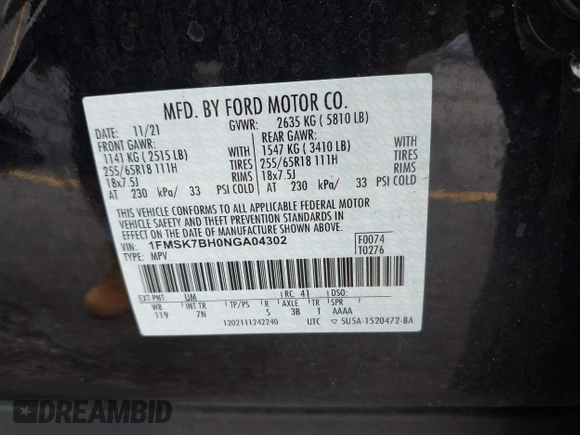 MFD. BY FORD MOTOR CO.
DATE: 11/21 GVWR: 2635 KG ( 5810 LB)
FRONT GAWR: REAR GAWR:
1141 KG ( 2515 LB) WITH 1547 KG ( 3410 LB) WITH
255/65R18 111H TIRES 255/65R18 111H TIRES
18x7.5J RIMS 18x7.5J RIMS
AT 230 kPa/ 33 PSI COLD AT 230 kPa/ 33 PSI COLD
THIS VEHICLE CONFORMS TO ALL APPLICABLE FEDERAL MOTOR
VEHICLE SAFETY AND THEFT PREVENTION STANDARDS IN
EFFECT ON THE DATE OF MANUFACTURE SHOWN ABOVE.
VIN: 1FMSK7BH0NGA04302 F0074
TYPE: MPV T0276
EXT PNT: UM RC: 41 DSO:
WB INT TR TP/PS R AXLE TR SPR
119 7N S 3B 1 AAAA
1202111242240 UTC 5U5A-1520472-BA
DREAMBID